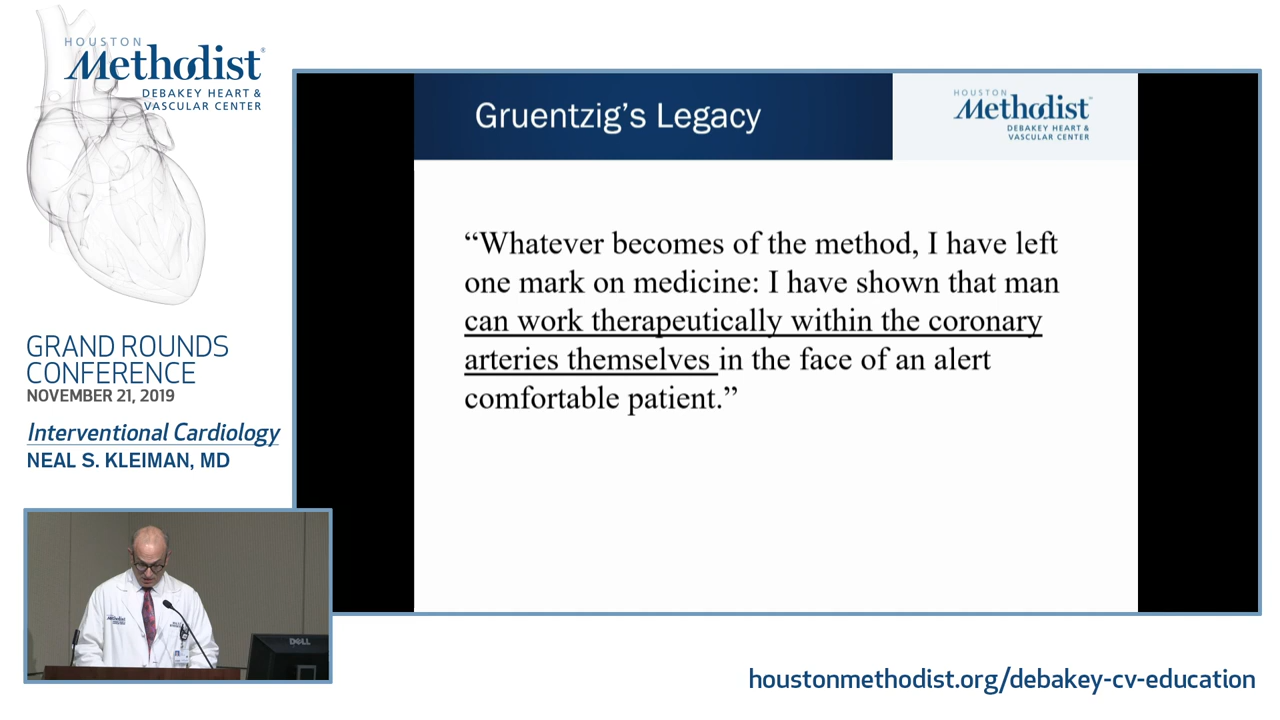 HOUSTON
Methodist
DEBAKEY HEART &
VASCULAR CENTER
GRAND ROUNDS
CONFERENCE
NOVEMBER 21, 2019
Interventional Cardiology
NEAL S. KLEIMAN, MD
Gruentzig’s Legacy
HOUSTON
Methodist
DEBAKEY HEART &
VASCULAR CENTER
“Whatever becomes of the method, I have left
one mark on medicine: I have shown that man
can work therapeutically within the coronary
arteries themselves in the face of an alert
comfortable patient.”
Methodist
DELL
houstonmethodist.org/debakey-cv-education